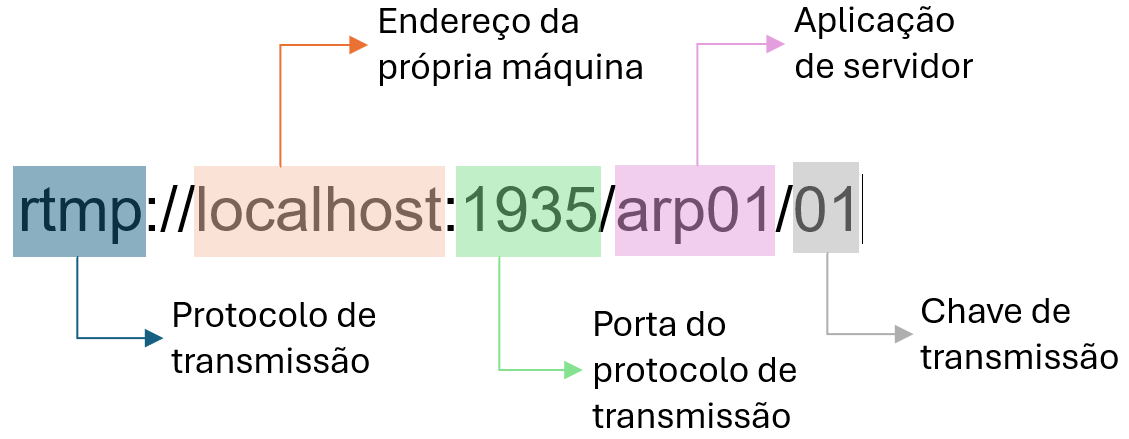 Endereço da
própria máquina
Aplicação
de servidor
rtmp://localhost:1935/arp01/01
Protocolo de
transmissão
Porta do
protocolo de
transmissão
Chave de
transmissão